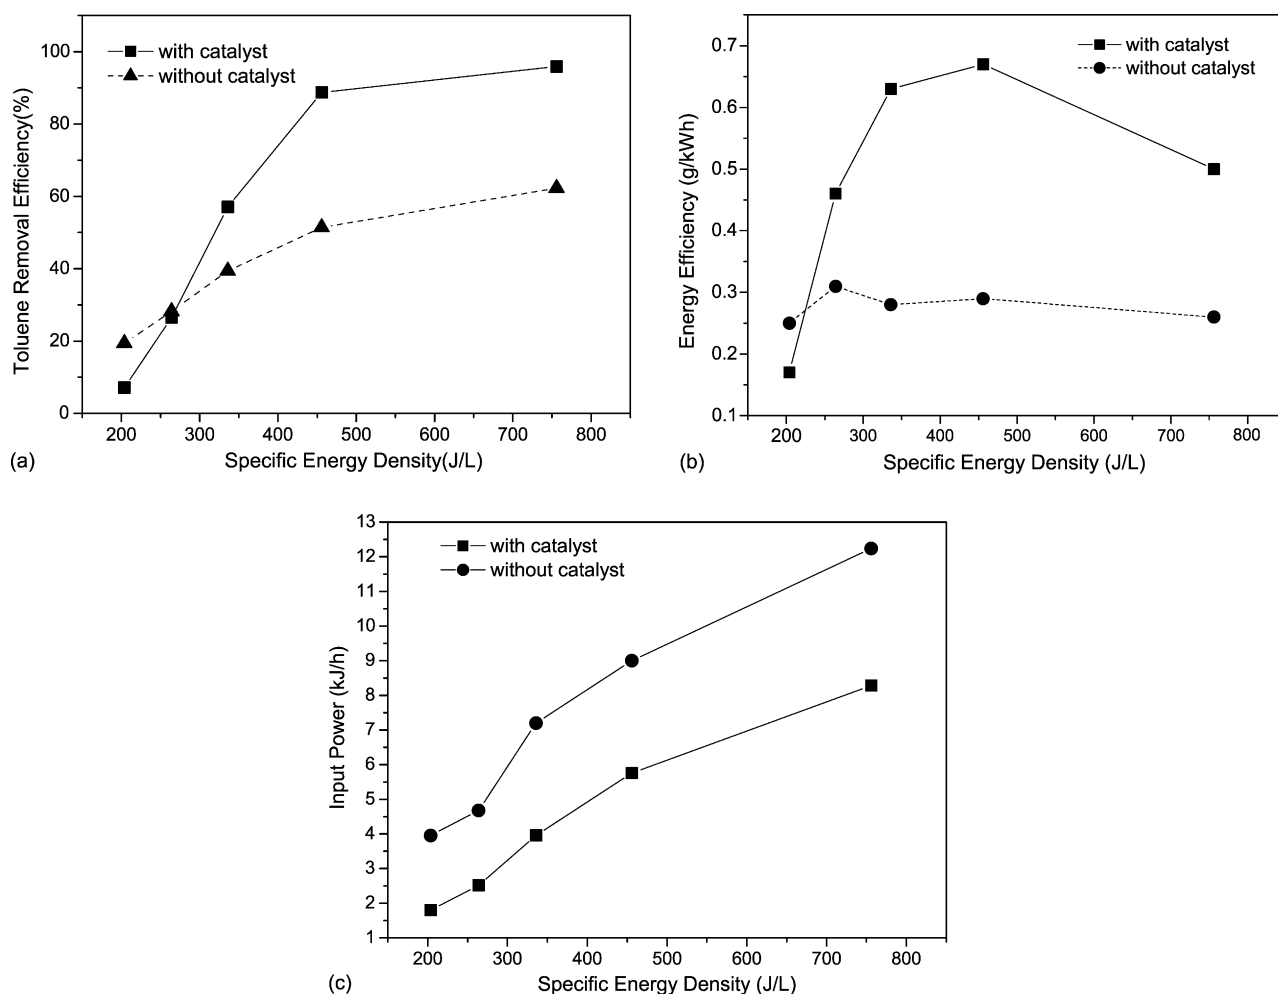 with catalyst
without catalyst
Toluene Removal Efficiency(%)
100
80
60
40
20
0
200 300 400 500 600 700 800
Specific Energy Density(J/L)
(a)
with catalyst
without catalyst
Energy Efficiency (g/kWh)
0.7
0.6
0.5
0.4
0.3
0.2
0.1
200 300 400 500 600 700 800
Specific Energy Density (J/L)
(b)
with catalyst
without catalyst
Input Power (kJ/h)
13
12
11
10
9
8
7
6
5
4
3
2
1
200 300 400 500 600 700 800
Specific Energy Density (J/L)
(c)